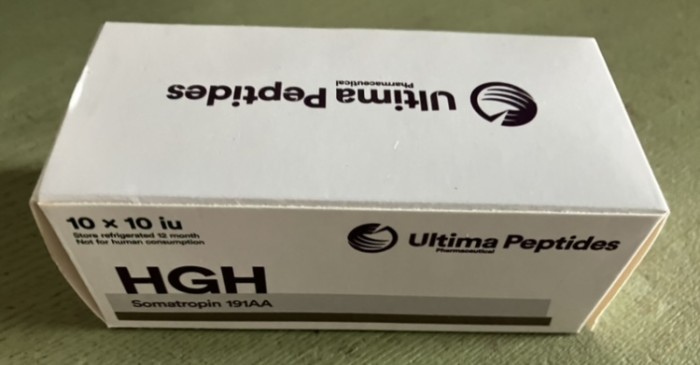 Ultima Peptides
Pharmaceutical
10 x 10 iu
Store refrigerated 12 month
Not for human consumption
Ultima Peptides
Pharmaceutical
HGH
Somatropin 191AA